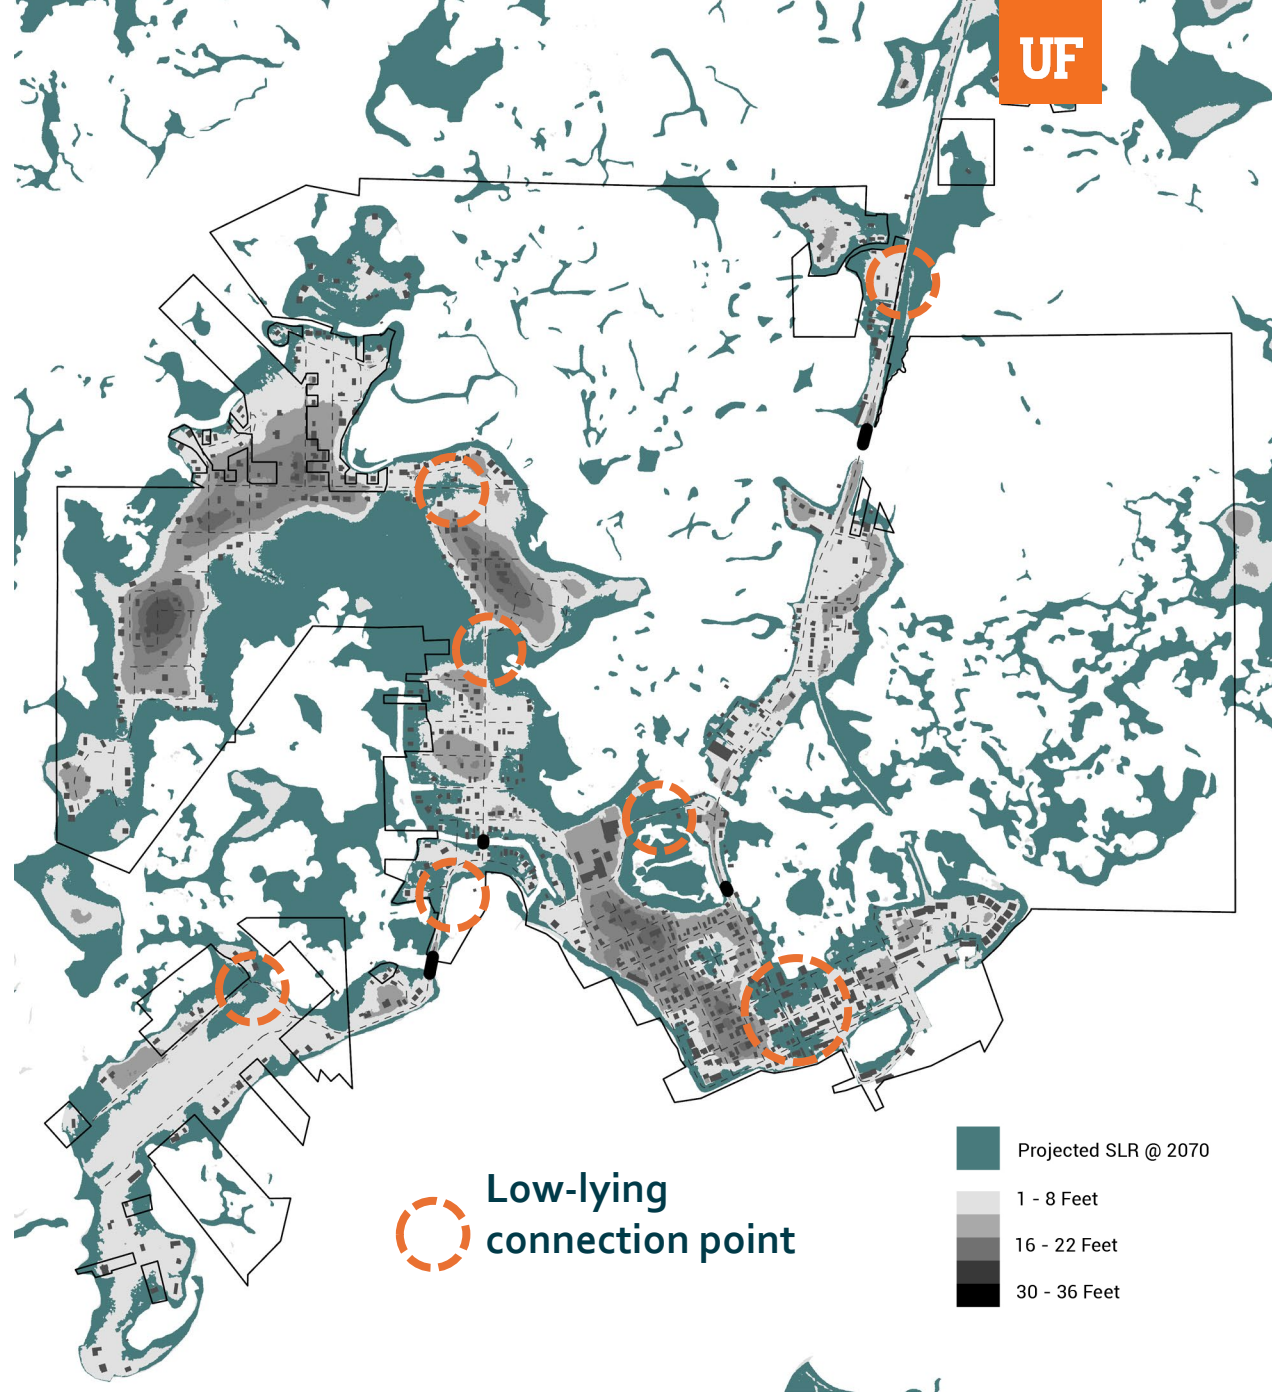 UF
Projected SLR @ 2070
1 - 8 Feet
16 - 22 Feet
30 - 36 Feet
Low-lying
connection point